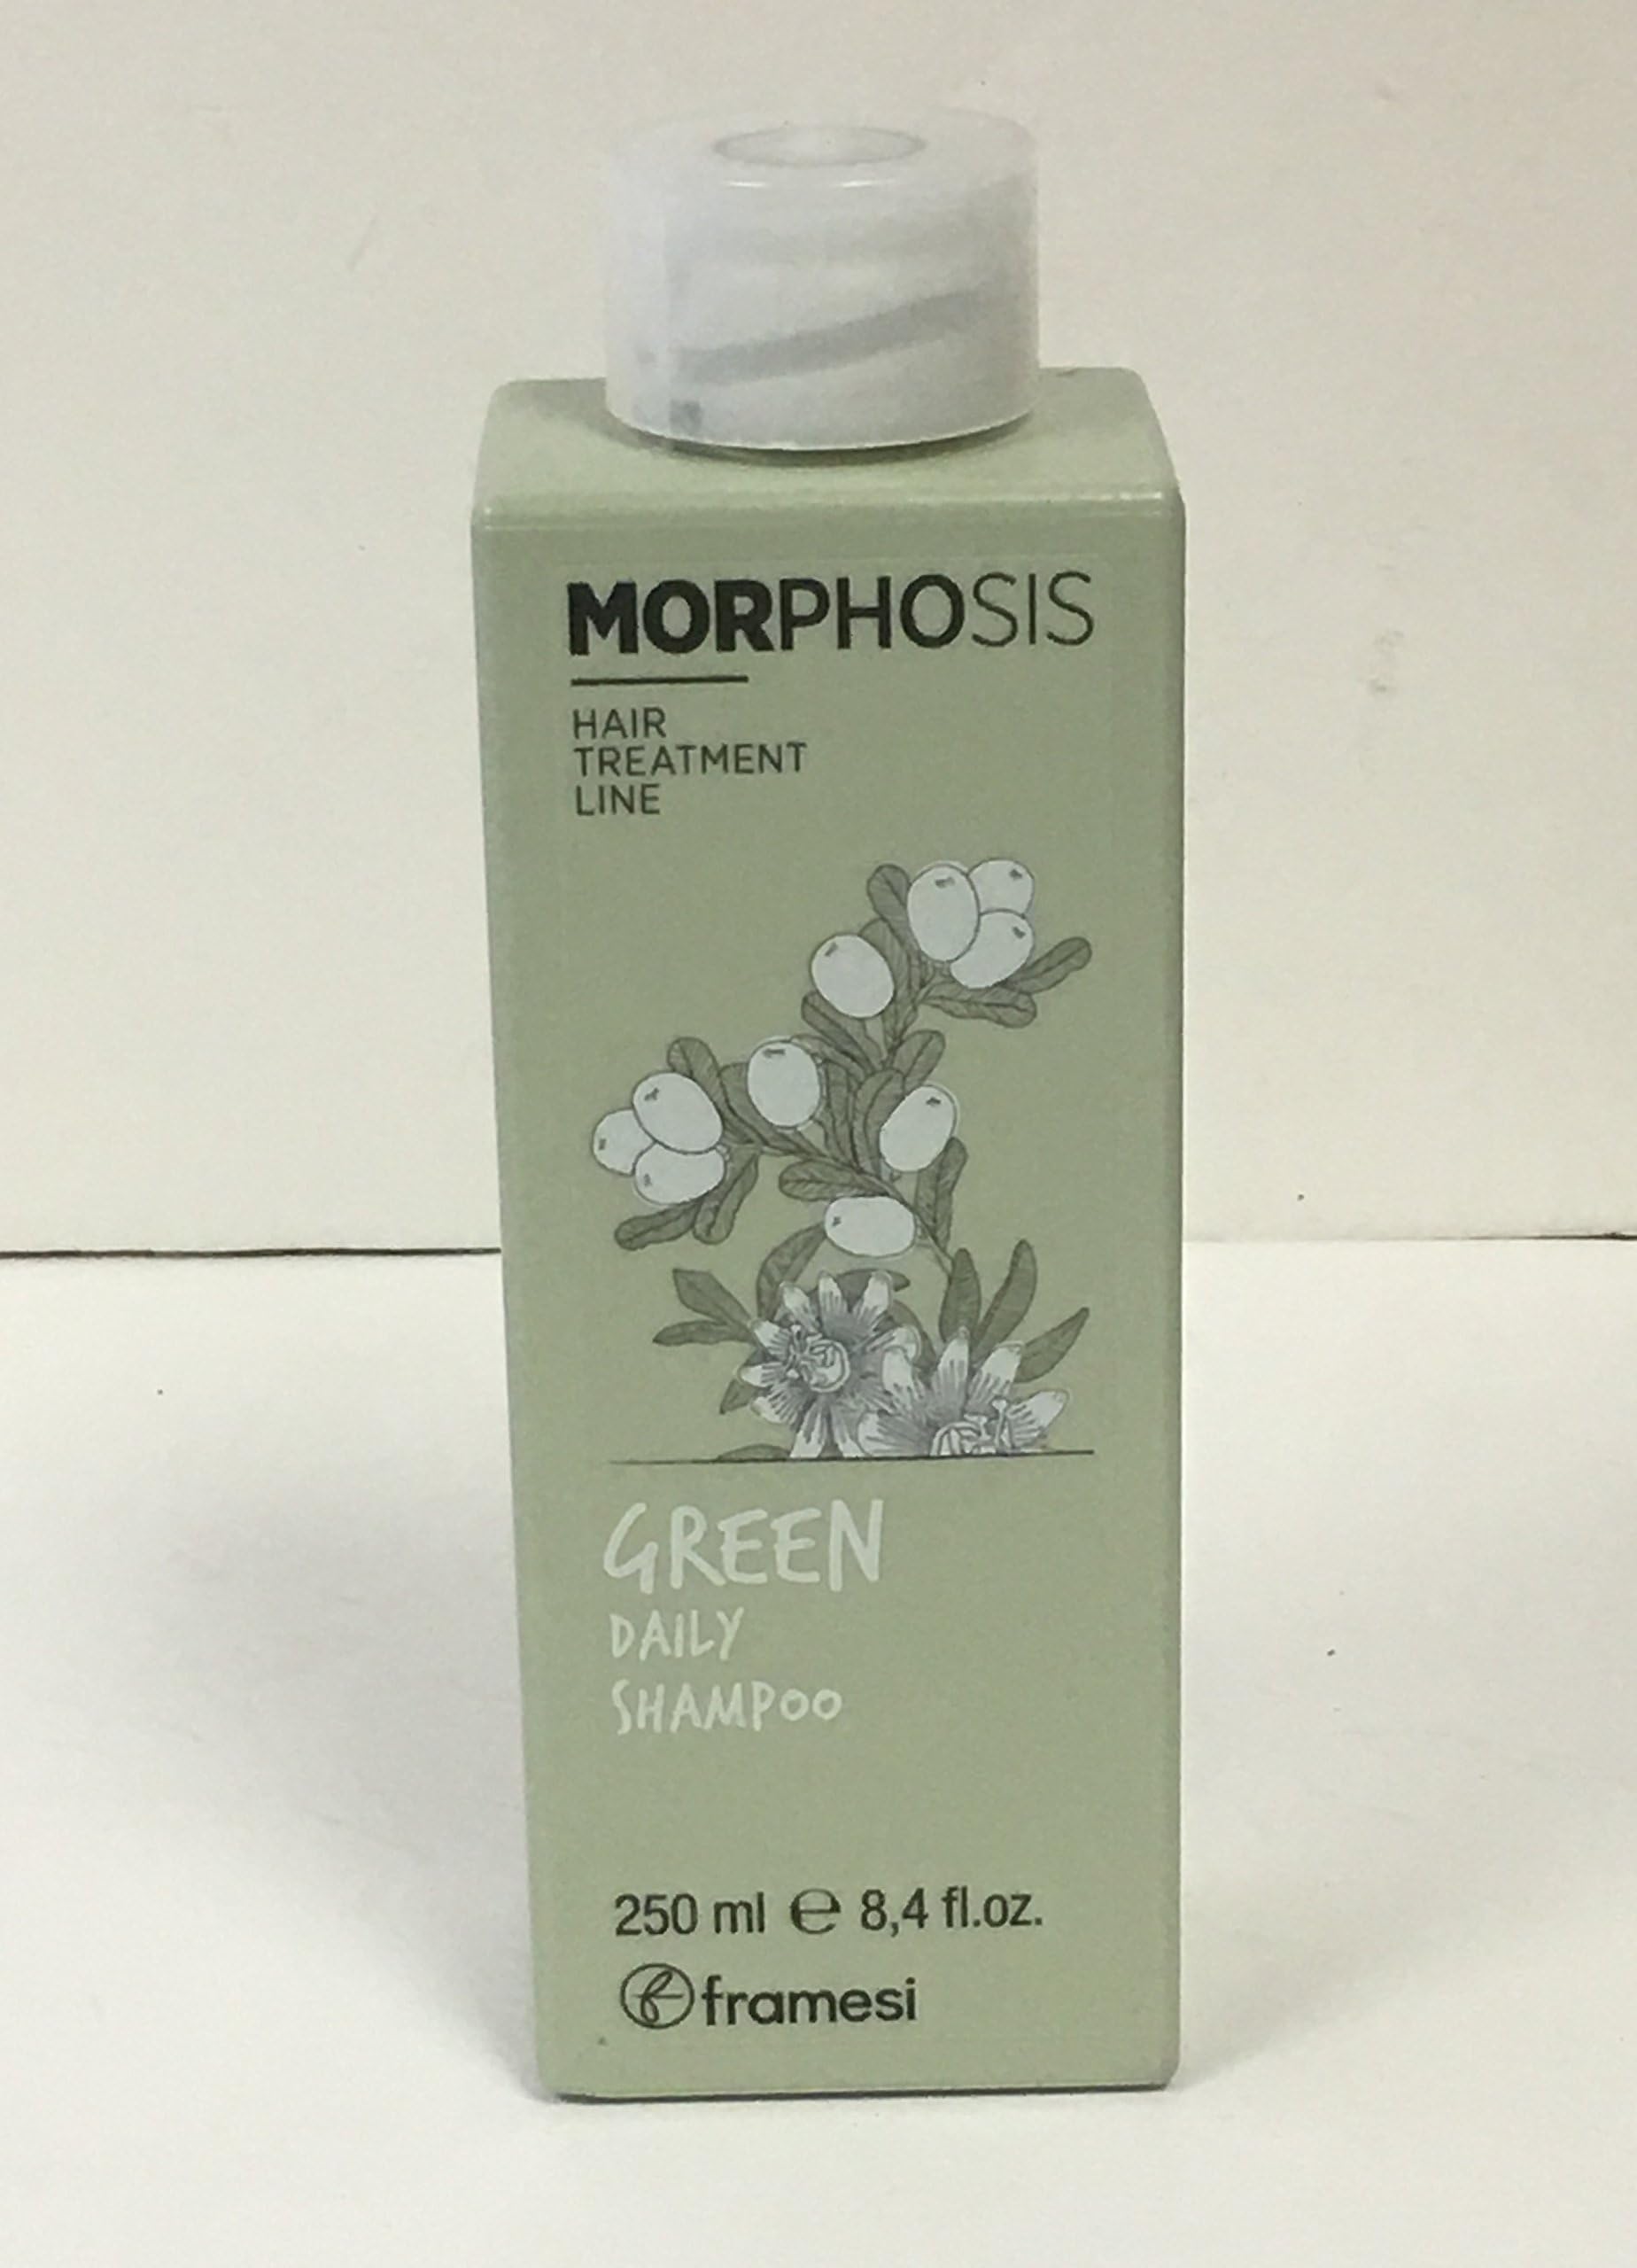 MORPHOSIS
HAIR
TREATMENT
LINE
GREEN
DAILY
SHAMPOO
250 ml ℮ 8,4 fl.oz.
framesi